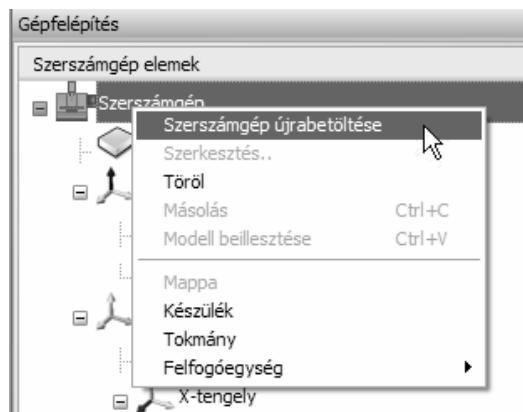 Gépfelépítés
Szerszámgép elemek
Szerszámgép
Szerszámgép újrabetöltése
Szerkesztés..
Töröl
Másolás Ctrl+C
Modell beillesztése Ctrl+V
Mappa
Készülék
Tokmány
Felfogóegység
X-tengely